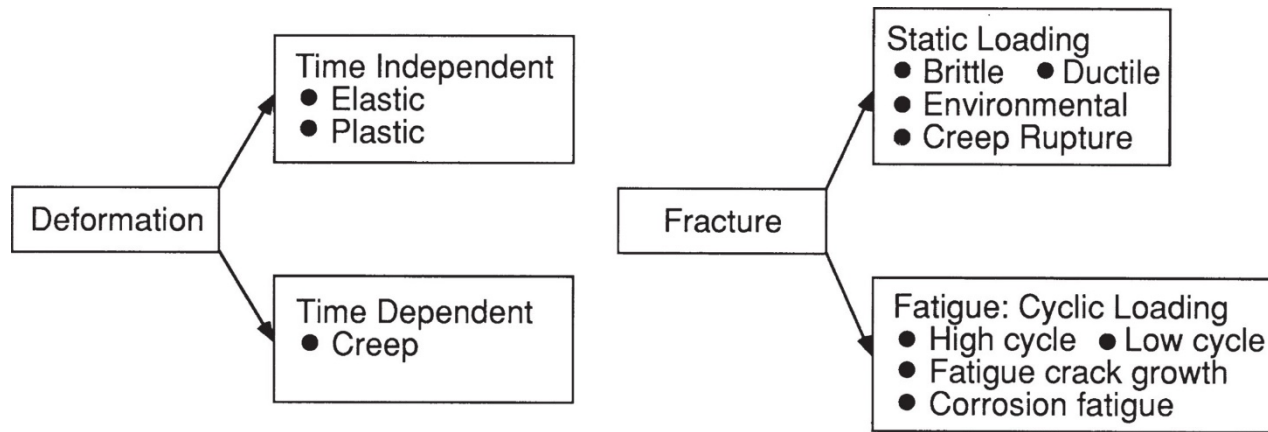 Deformation
Time Independent
● Elastic
● Plastic
Time Dependent
● Creep
Fracture
Static Loading
● Brittle ● Ductile
● Environmental
● Creep Rupture
Fatigue: Cyclic Loading
● High cycle ● Low cycle
● Fatigue crack growth
● Corrosion fatigue